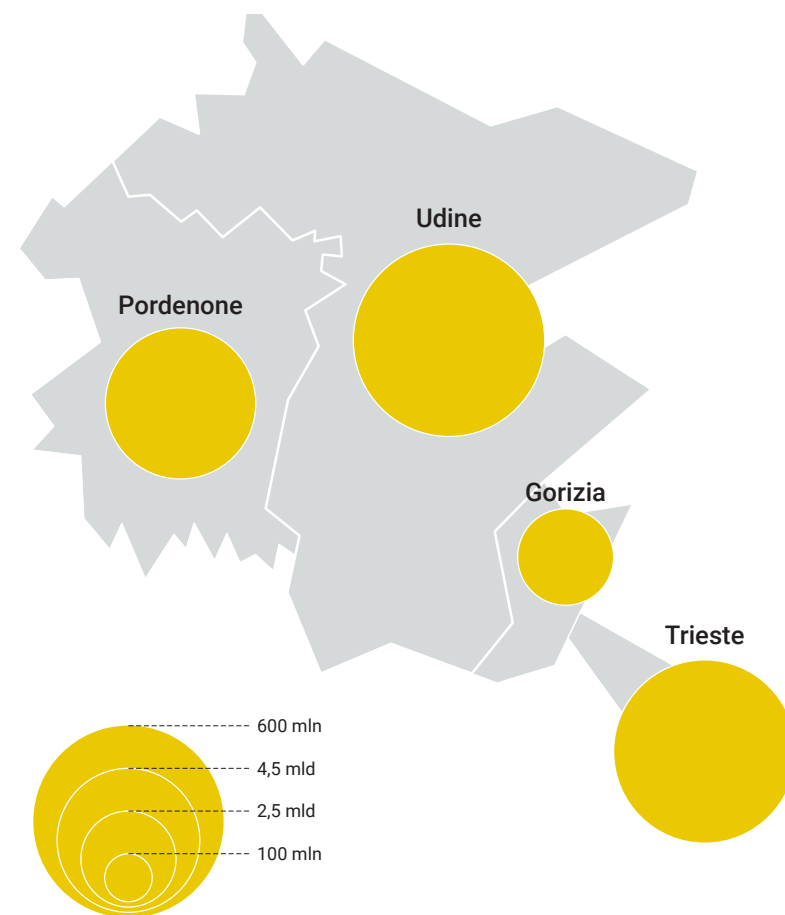 Udine
Pordenone
Gorizia
Trieste
600 mln
4,5 mld
2,5 mld
100 mln